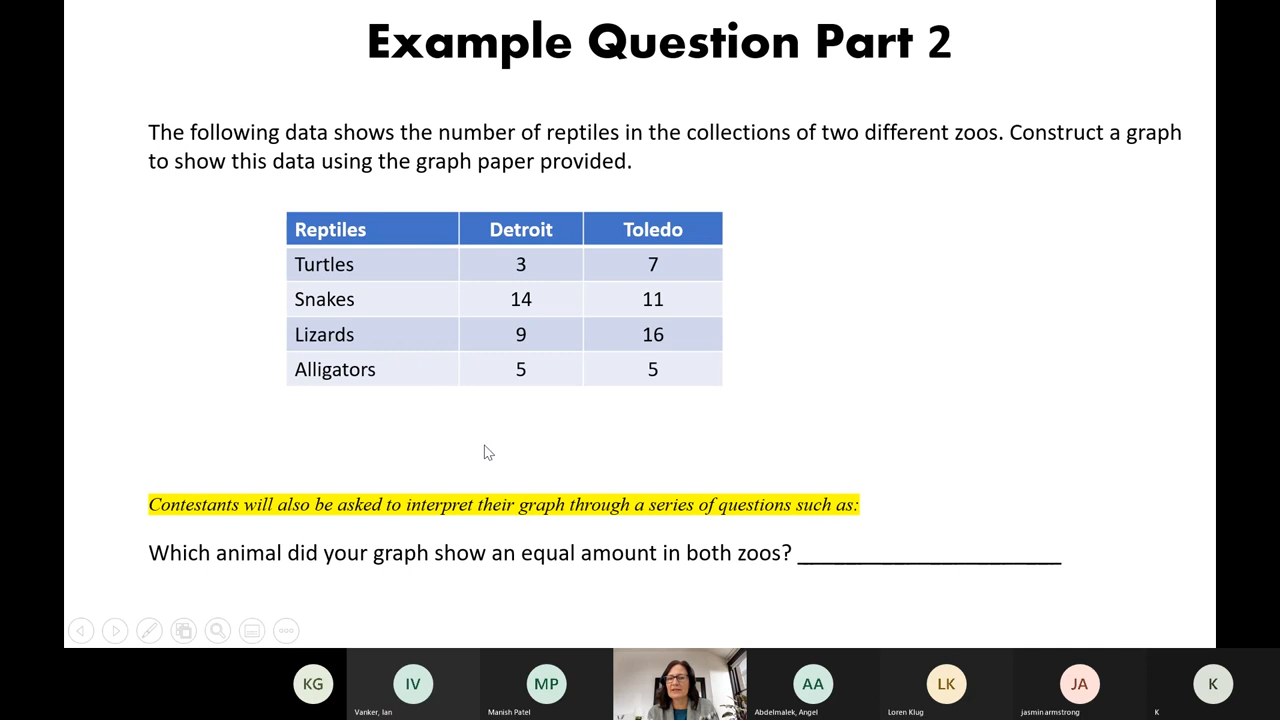 Example Question Part 2
The following data shows the number of reptiles in the collections of two different zoos. Construct a graph
to show this data using the graph paper provided.
Reptiles Detroit Toledo
Turtles 3 7
Snakes 14 11
Lizards 9 16
Alligators 5 5
Contestants will also be asked to interpret their graph through a series of questions such as:
Which animal did your graph show an equal amount in both zoos? ____________________
KG IV MP AA LK JA K
Vanker, Ian Manish Patel Abdelmalek, Angel Loren Klug jasmin armstrong K